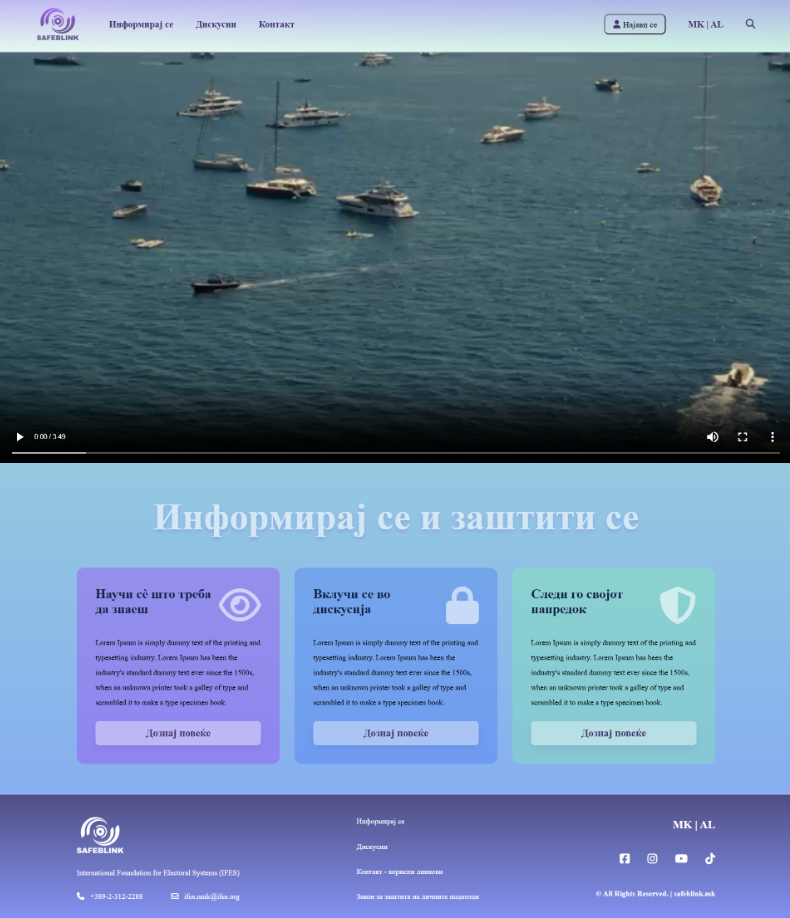 SAFEBLINK
Информирај се
Дискусии
Контакт
Најави се
MK | AL
0:00 / 3:49
Информирај се и заштити се
Научи сѐ што треба
да знаеш
Lorem Ipsum is simply dummy text of the printing and
typesetting industry. Lorem Ipsum has been the
industry's standard dummy text ever since the 1500s,
when an unknown printer took a galley of type and
scrambled it to make a type specimen book.
Дознај повеќе
Вклучи се во
дискусија
Lorem Ipsum is simply dummy text of the printing and
typesetting industry. Lorem Ipsum has been the
industry's standard dummy text ever since the 1500s,
when an unknown printer took a galley of type and
scrambled it to make a type specimen book.
Дознај повеќе
Следи го својот
напредок
Lorem Ipsum is simply dummy text of the printing and
typesetting industry. Lorem Ipsum has been the
industry's standard dummy text ever since the 1500s,
when an unknown printer took a galley of type and
scrambled it to make a type specimen book.
Дознај повеќе
SAFEBLINK
International Foundation for Electoral Systems (IFES)
+389-2-312-2288
ifes.nmk@ifes.org
Информирај се
Дискусии
Контакт - корисни линкови
Закон за заштита на личните податоци
MK | AL
© All Rights Reserved. | safeblink.mk